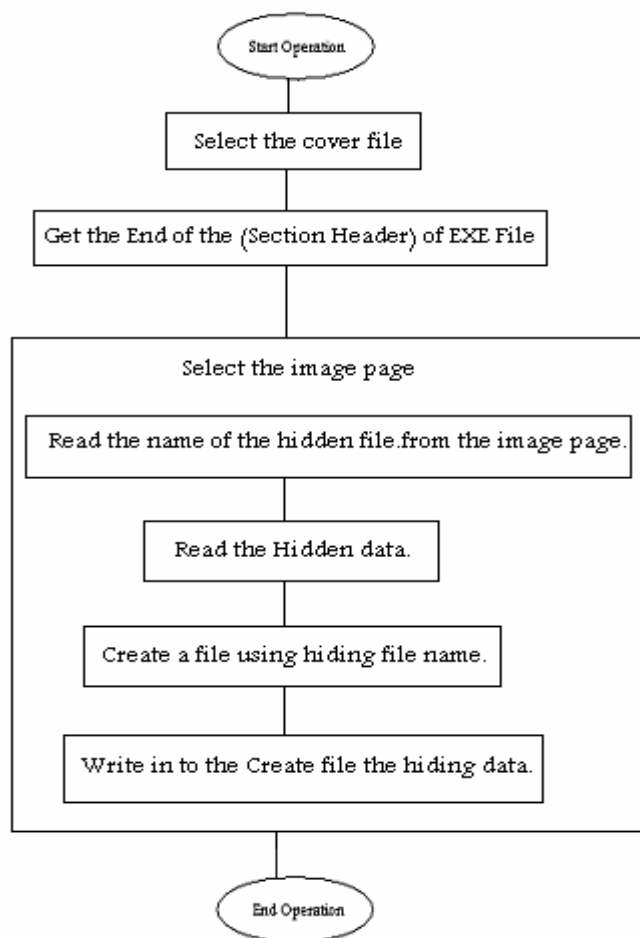 Start Operation
Select the cover file
Get the End of the (Section Header) of EXE File
Select the image page
Read the name of the hidden file.from the image page.
Read the Hidden data.
Create a file using hiding file name.
Write in to the Create file the hiding data.
End Operation